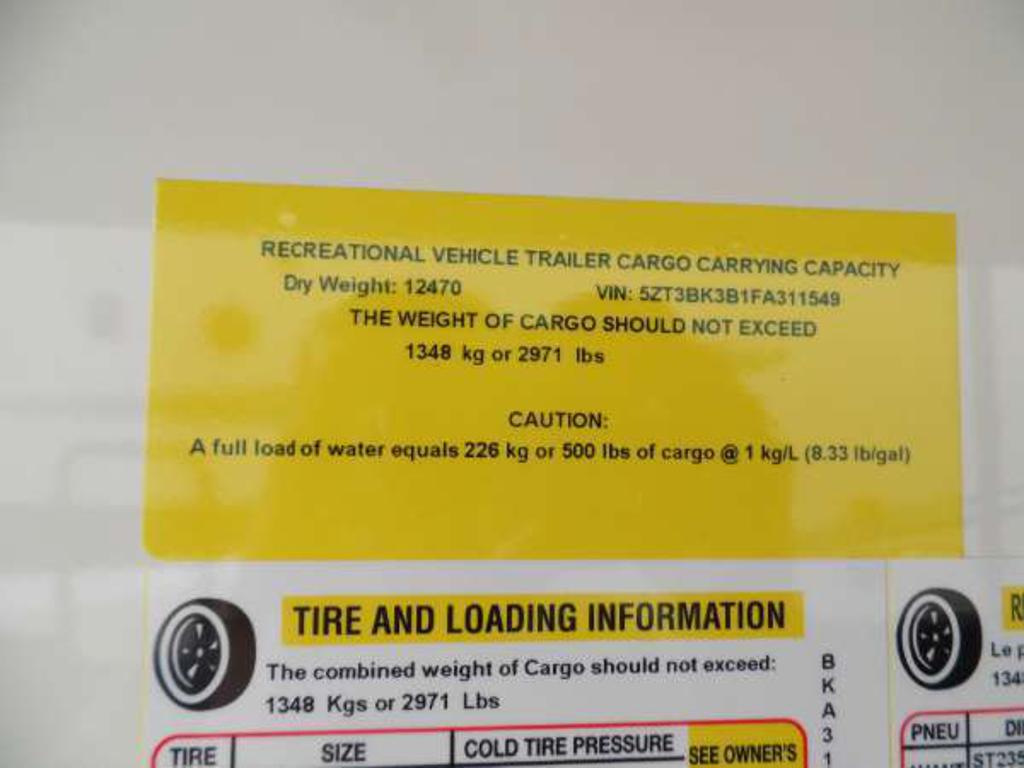 RECREATIONAL VEHICLE TRAILER CARGO CARRYING CAPACITY
Dry Weight: 12470 VIN: 5ZT3BK3B1FA311549
THE WEIGHT OF CARGO SHOULD NOT EXCEED
1348 kg or 2971 lbs
CAUTION:
A full load of water equals 226 kg or 500 lbs of cargo @ 1 kg/L (8.33 lb/gal)
TIRE AND LOADING INFORMATION
The combined weight of Cargo should not exceed:
1348 Kgs or 2971 Lbs
TIRE SIZE COLD TIRE PRESSURE SEE OWNER'S
B
K
A
3
1
Le
134
PNEU
ST235